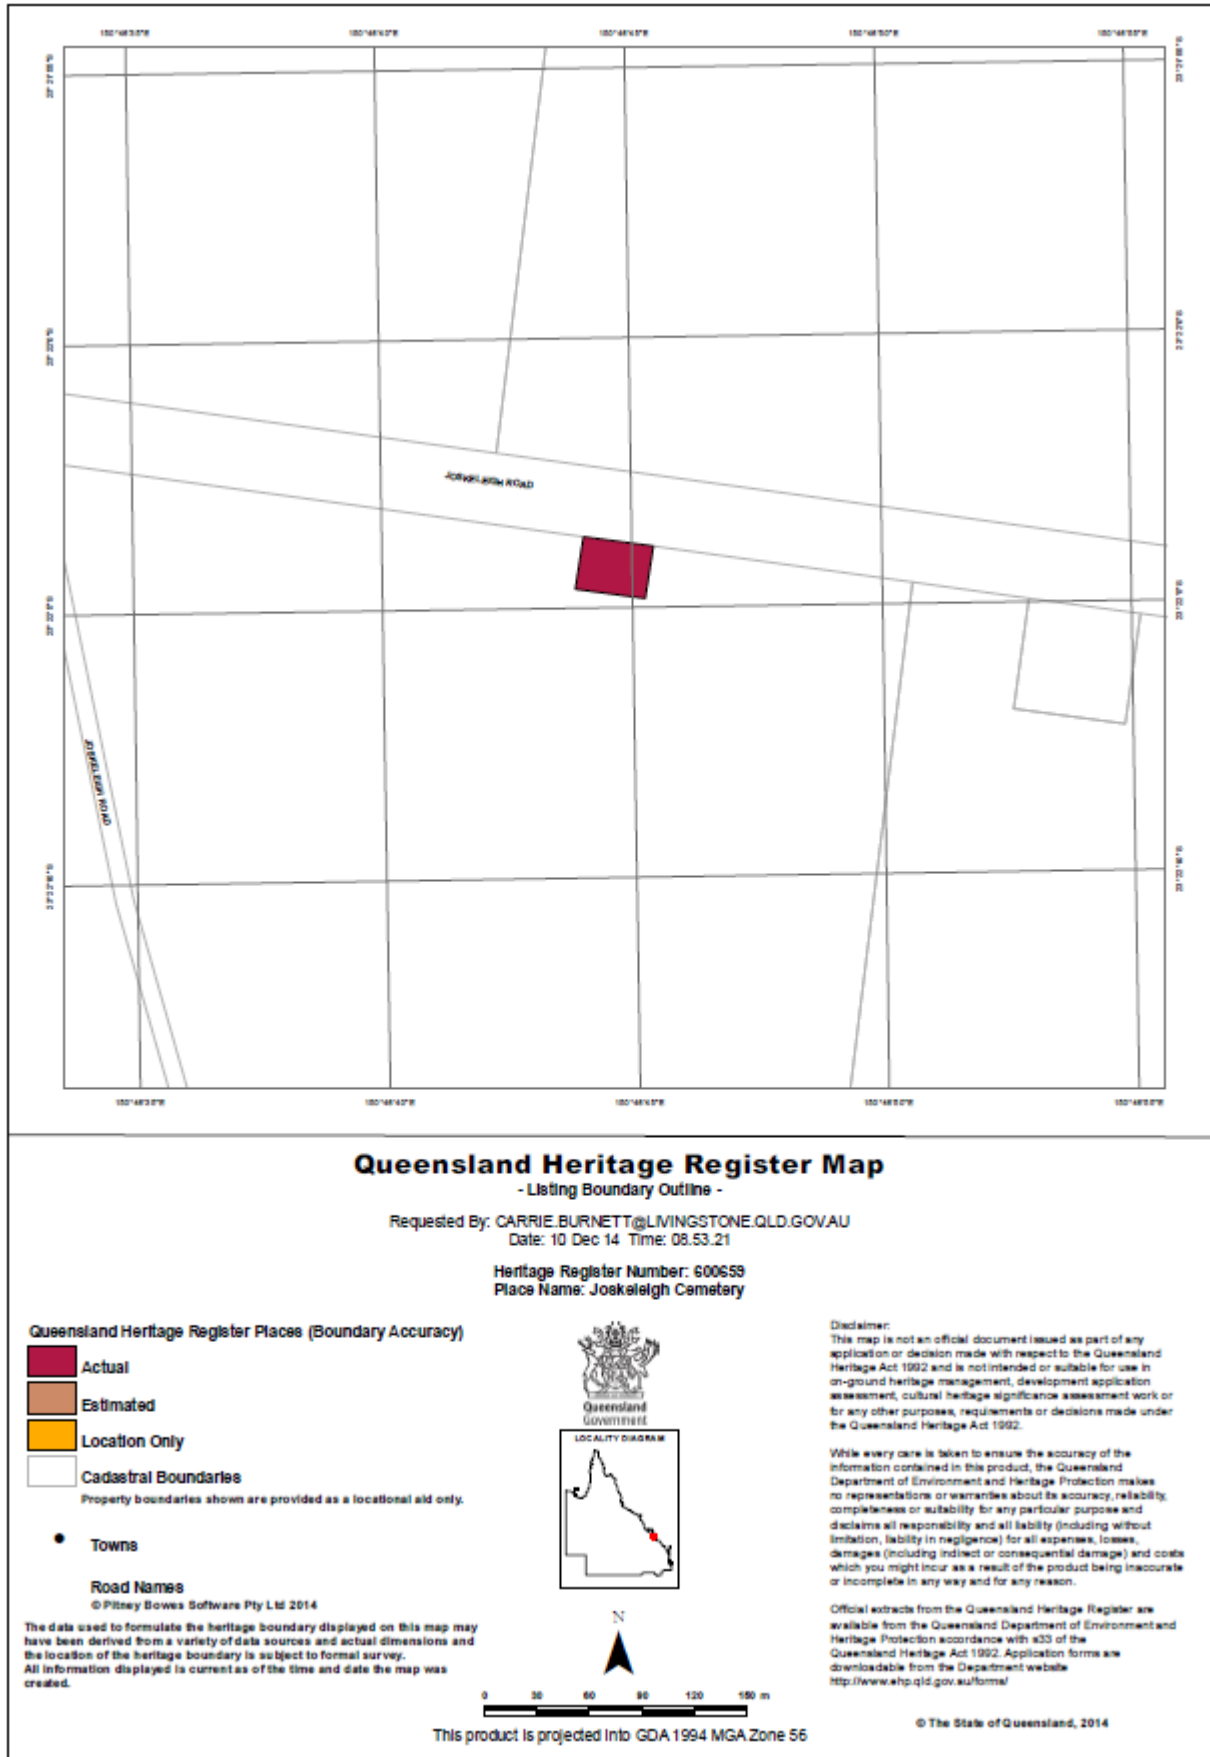 JOSKELEIGH ROAD
JOSKELEIGH ROAD
Queensland Heritage Register Map
- Listing Boundary Outline -
Requested By: CARRIE.BURNETT@LIVINGSTONE.QLD.GOV.AU
Date: 10 Dec 14 Time: 08.53.21
Heritage Register Number: 600659
Place Name: Joskeleigh Cemetery
Queensland Heritage Register Places (Boundary Accuracy)
Actual
Estimated
Location Only
Cadastral Boundaries
Property boundaries shown are provided as a locational aid only.
Towns
Road Names
© Pitney Bowes Software Pty Ltd 2014
The data used to formulate the heritage boundary displayed on this map may
have been derived from a variety of data sources and actual dimensions and
the location of the heritage boundary is subject to formal survey.
All information displayed is current as of the time and date the map was
created.
Queensland
Government
LOCALITY DIAGRAM
N
0 30 60 90 120 150 m
This product is projected into GDA 1994 MGA Zone 56
Disclaimer:
This map is not an official document issued as part of any
application or decision made with respect to the Queensland
Heritage Act 1992 and is not intended or suitable for use in
on-ground heritage management, development application
assessment, cultural heritage significance assessment work or
for any other purposes, requirements or decisions made under
the Queensland Heritage Act 1992.
While every care is taken to ensure the accuracy of the
information contained in this product, the Queensland
Department of Environment and Heritage Protection makes
no representations or warranties about its accuracy, reliability,
completeness or suitability for any particular purpose and
disclaims all responsibility and all liability (including without
limitation, liability in negligence) for all expenses, losses,
damages (including indirect or consequential damage) and costs
which you might incur as a result of the product being inaccurate
or incomplete in any way and for any reason.
Official extracts from the Queensland Heritage Register are
available from the Queensland Department of Environment and
Heritage Protection accordance with s33 of the
Queensland Heritage Act 1992. Application forms are
downloadable from the Department website
http://www.ehp.qld.gov.au/forms/
© The State of Queensland, 2014